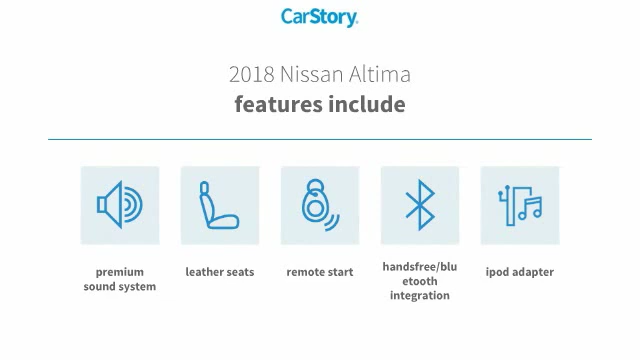 CarStory
2018 Nissan Altima
features include
premium
sound system
leather seats
remote start
handsfree/blu
etooth
integration
ipod adapter